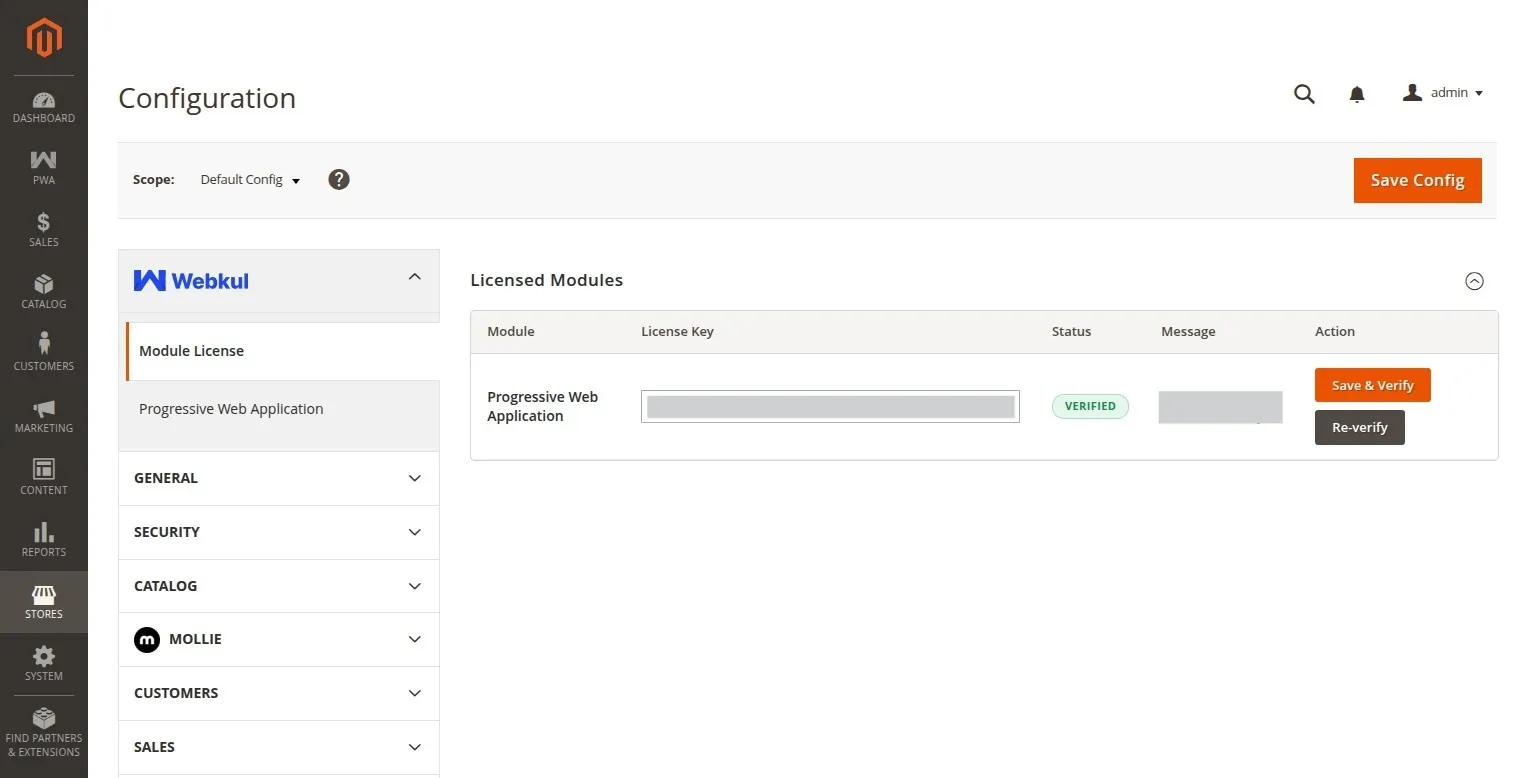 DASHBOARD
PWA
SALES
CATALOG
CUSTOMERS
MARKETING
CONTENT
REPORTS
STORES
SYSTEM
FIND PARTNERS
& EXTENSIONS
Configuration
admin
Scope: Default Config ?
Save Config
Webkul
Module License
Progressive Web Application
GENERAL
SECURITY
CATALOG
m MOLLIE
CUSTOMERS
SALES
Licensed Modules
Module License Key Status Message Action
Progressive Web
Application
VERIFIED
Save & Verify
Re-verify